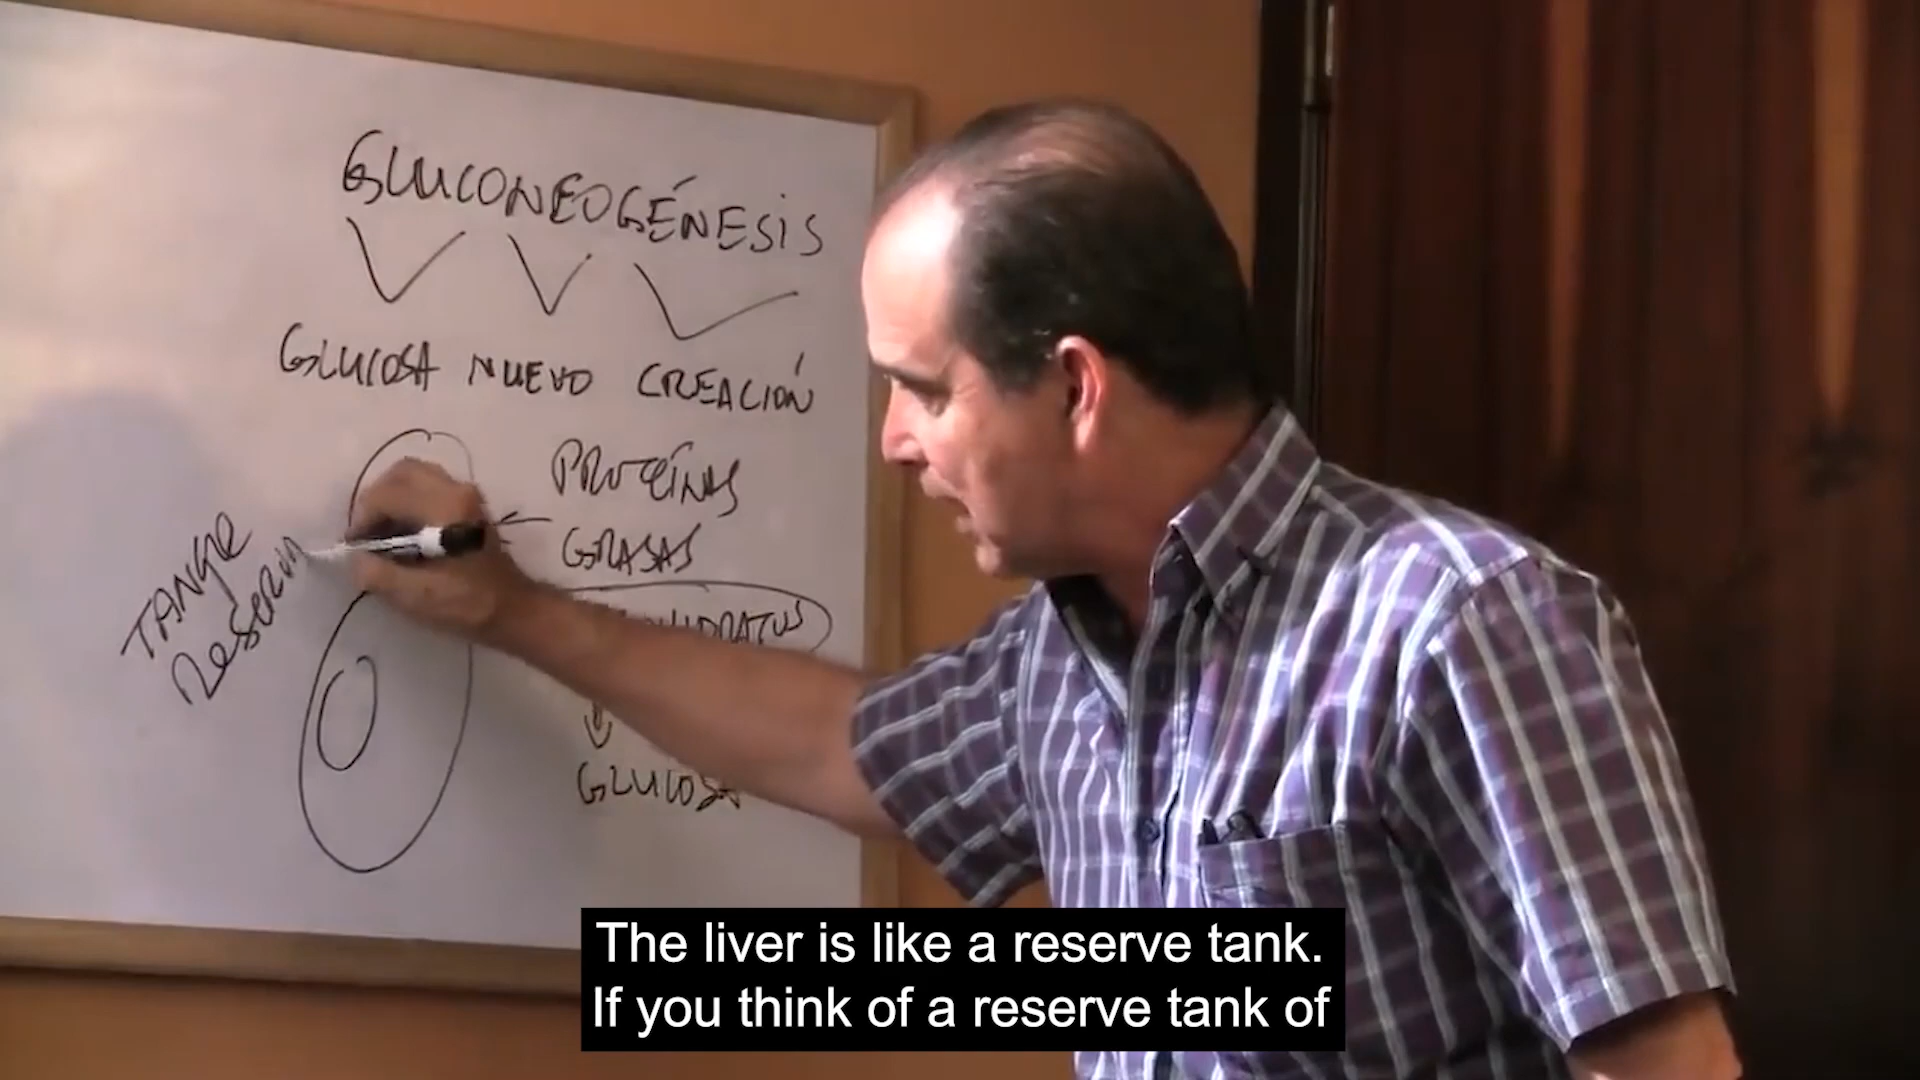 GLUCONEOGÉNESIS
GLUCOSA NUEVO CREACIÓN
PROTEÍNAS
GRASAS
TANQUE
RESERVA
GLUCOSA
The liver is like a reserve tank.
If you think of a reserve tank of